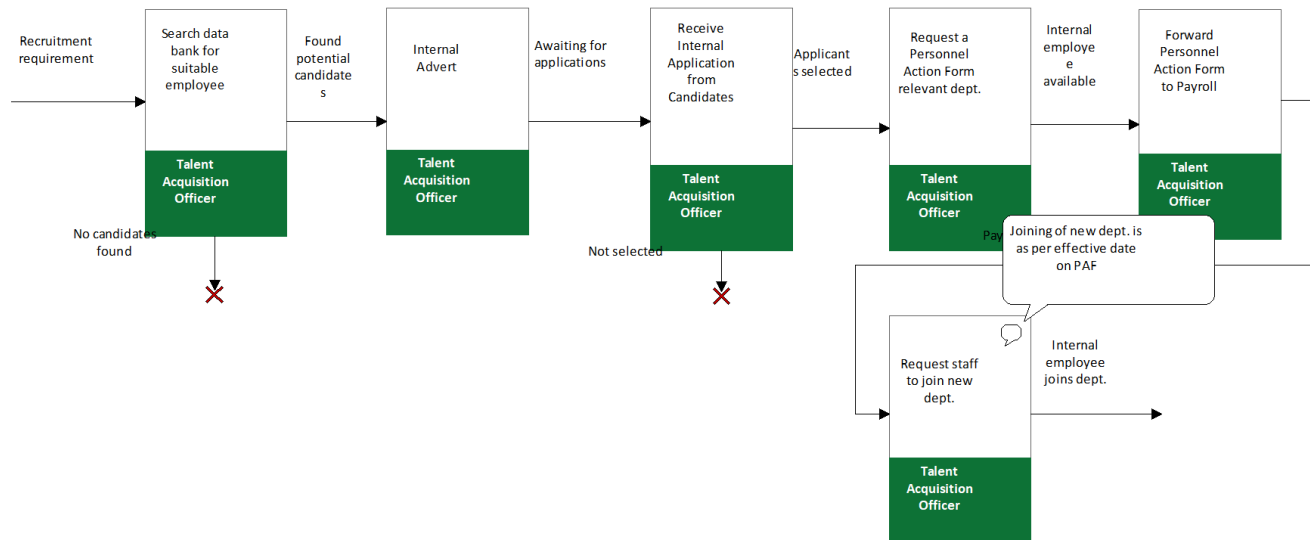 Recruitment
requirement
Search data
bank for
suitable
employee
Talent
Acquisition
Officer
No candidates
found
Found
potential
candidate
s
Internal
Advert
Talent
Acquisition
Officer
Awaiting for
applications
Receive
Internal
Application
from
Candidates
Talent
Acquisition
Officer
Not selected
Applicant
s selected
Request a
Personnel
Action Form
relevant dept.
Talent
Acquisition
Officer
Internal
employe
e
available
Forward
Personnel
Action Form
to Payroll
Talent
Acquisition
Officer
Joining of new dept. is
as per effective date
on PAF
Request staff
to join new
dept.
Talent
Acquisition
Officer
Internal
employee
joins dept.